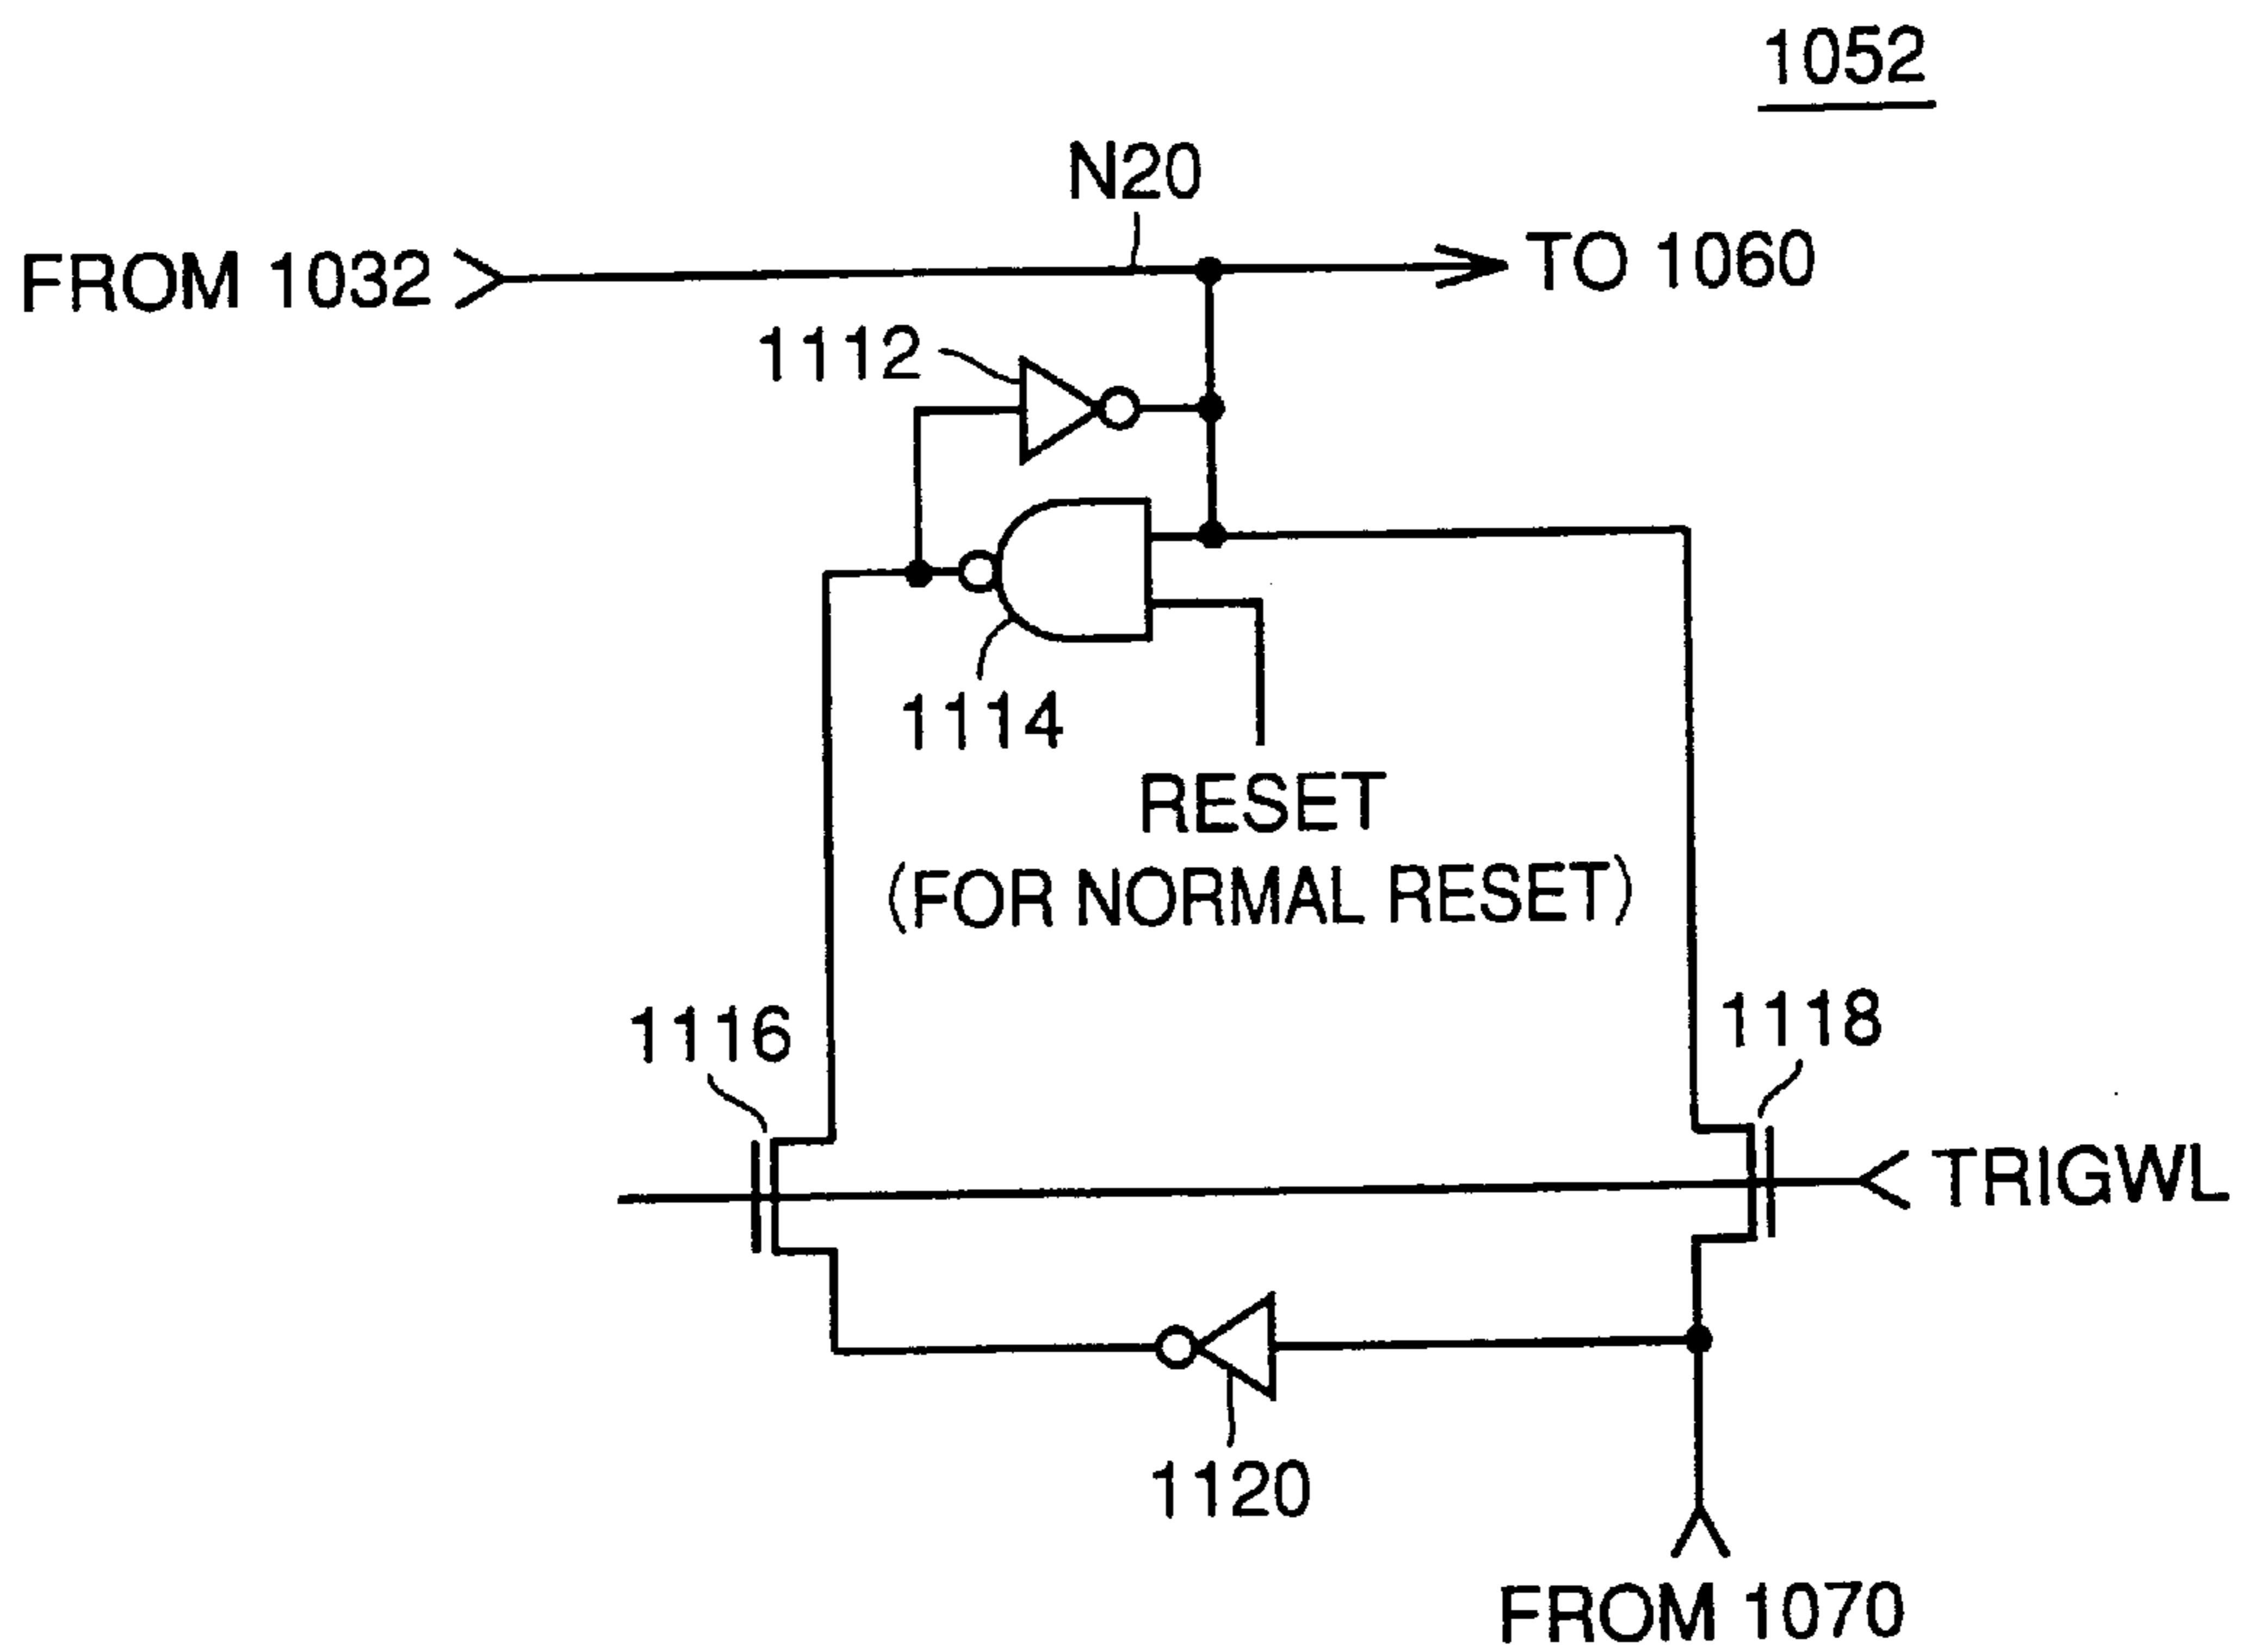 1052
N20
FROM 1032
TO 1060
1112
1114
RESET
(FOR NORMAL RESET)
1116
1118
TRIGWL
1120
FROM 1070